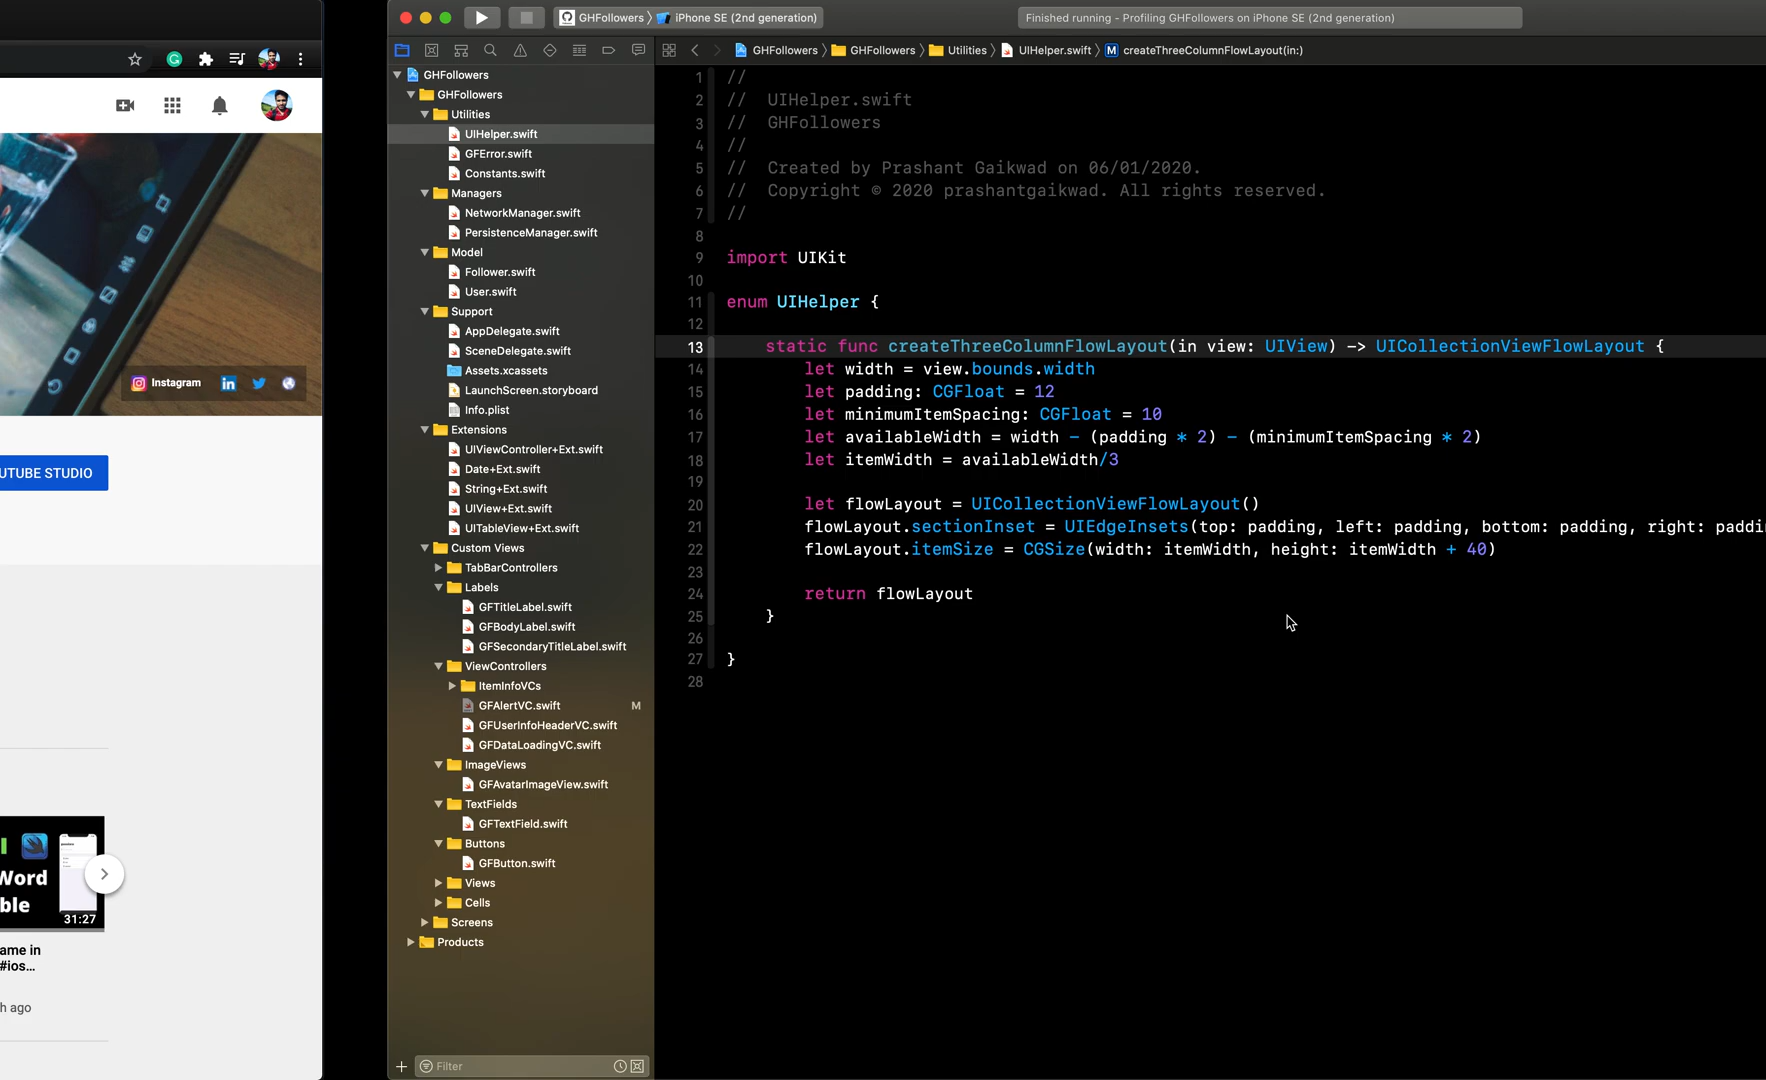 Instagram
UTUBE STUDIO
Word
ble
31:27
ame in
#ios...
h ago
GHFollowers
iPhone SE (2nd generation)
Finished running - Profiling GHFollowers on iPhone SE (2nd generation)
GHFollowers
GHFollowers
Utilities
UIHelper.swift
M
createThreeColumnFlowLayout(in:)
GHFollowers
GHFollowers
Utilities
UIHelper.swift
GFError.swift
Constants.swift
Managers
NetworkManager.swift
PersistenceManager.swift
Model
Follower.swift
User.swift
Support
AppDelegate.swift
SceneDelegate.swift
Assets.xcassets
LaunchScreen.storyboard
Info.plist
Extensions
UIViewController+Ext.swift
Date+Ext.swift
String+Ext.swift
UIView+Ext.swift
UITableView+Ext.swift
Custom Views
TabBarControllers
Labels
GFTitleLabel.swift
GFBodyLabel.swift
GFSecondaryTitleLabel.swift
ViewControllers
ItemInfoVCs
GFAlertVC.swift M
GFUserInfoHeaderVC.swift
GFDataLoadingVC.swift
ImageViews
GFAvatarImageView.swift
TextFields
GFTextField.swift
Buttons
GFButton.swift
Views
Cells
Screens
Products
Filter
1 //
2 // UIHelper.swift
3 // GHFollowers
4 //
5 // Created by Prashant Gaikwad on 06/01/2020.
6 // Copyright © 2020 prashantgaikwad. All rights reserved.
7 //
8
9 import UIKit
10
11 enum UIHelper {
12
13 static func createThreeColumnFlowLayout(in view: UIView) -> UICollectionViewFlowLayout {
14 let width = view.bounds.width
15 let padding: CGFloat = 12
16 let minimumItemSpacing: CGFloat = 10
17 let availableWidth = width - (padding * 2) - (minimumItemSpacing * 2)
18 let itemWidth = availableWidth/3
19
20 let flowLayout = UICollectionViewFlowLayout()
21 flowLayout.sectionInset = UIEdgeInsets(top: padding, left: padding, bottom: padding, right: paddi
22 flowLayout.itemSize = CGSize(width: itemWidth, height: itemWidth + 40)
23
24 return flowLayout
25 }
26
27 }
28